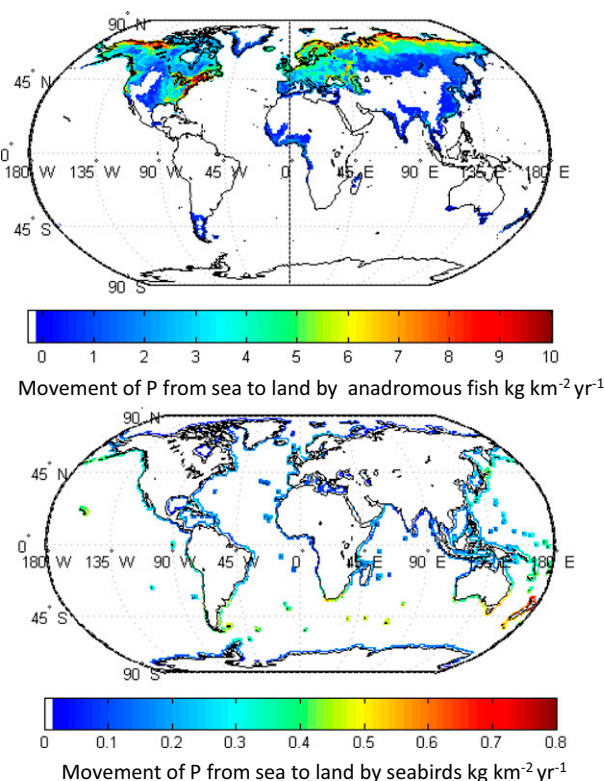 90° N
45° N
0°
180° W 135° W 90° W 45° W 0° 45° E 90° E 135° E 180° E
45° S
90° S
0 1 2 3 4 5 6 7 8 9 10
Movement of P from sea to land by anadromous fish kg km⁻² yr⁻¹
90° N
45° N
0°
180° W 135° W 90° W 45° W 0° 45° E 90° E 135° E 180° E
45° S
90° S
0 0.1 0.2 0.3 0.4 0.5 0.6 0.7 0.8
Movement of P from sea to land by seabirds kg km⁻² yr⁻¹